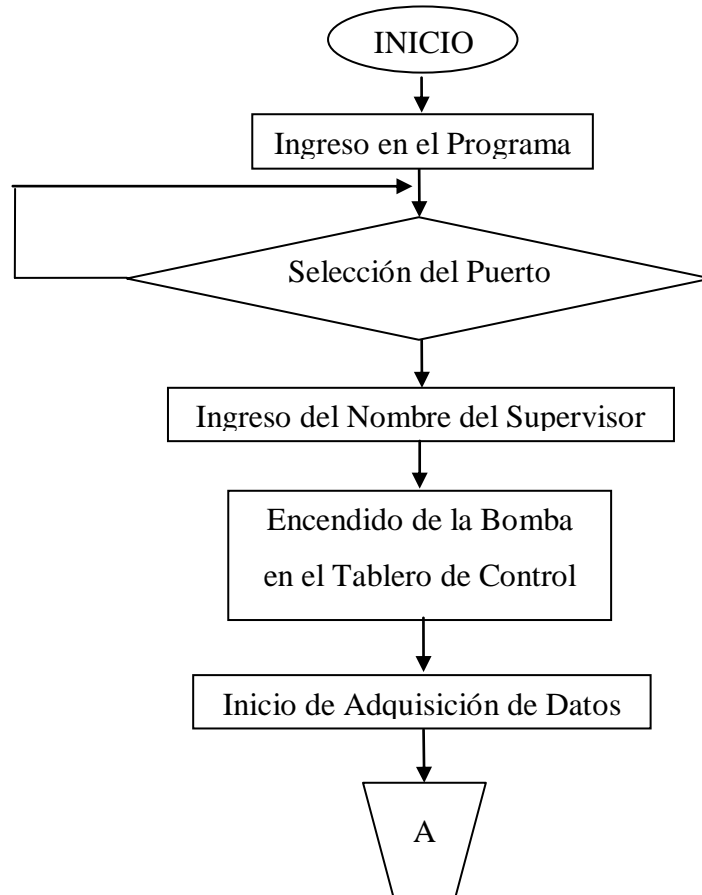 INICIO
Ingreso en el Programa
Selección del Puerto
Ingreso del Nombre del Supervisor
Encendido de la Bomba
en el Tablero de Control
Inicio de Adquisición de Datos
A